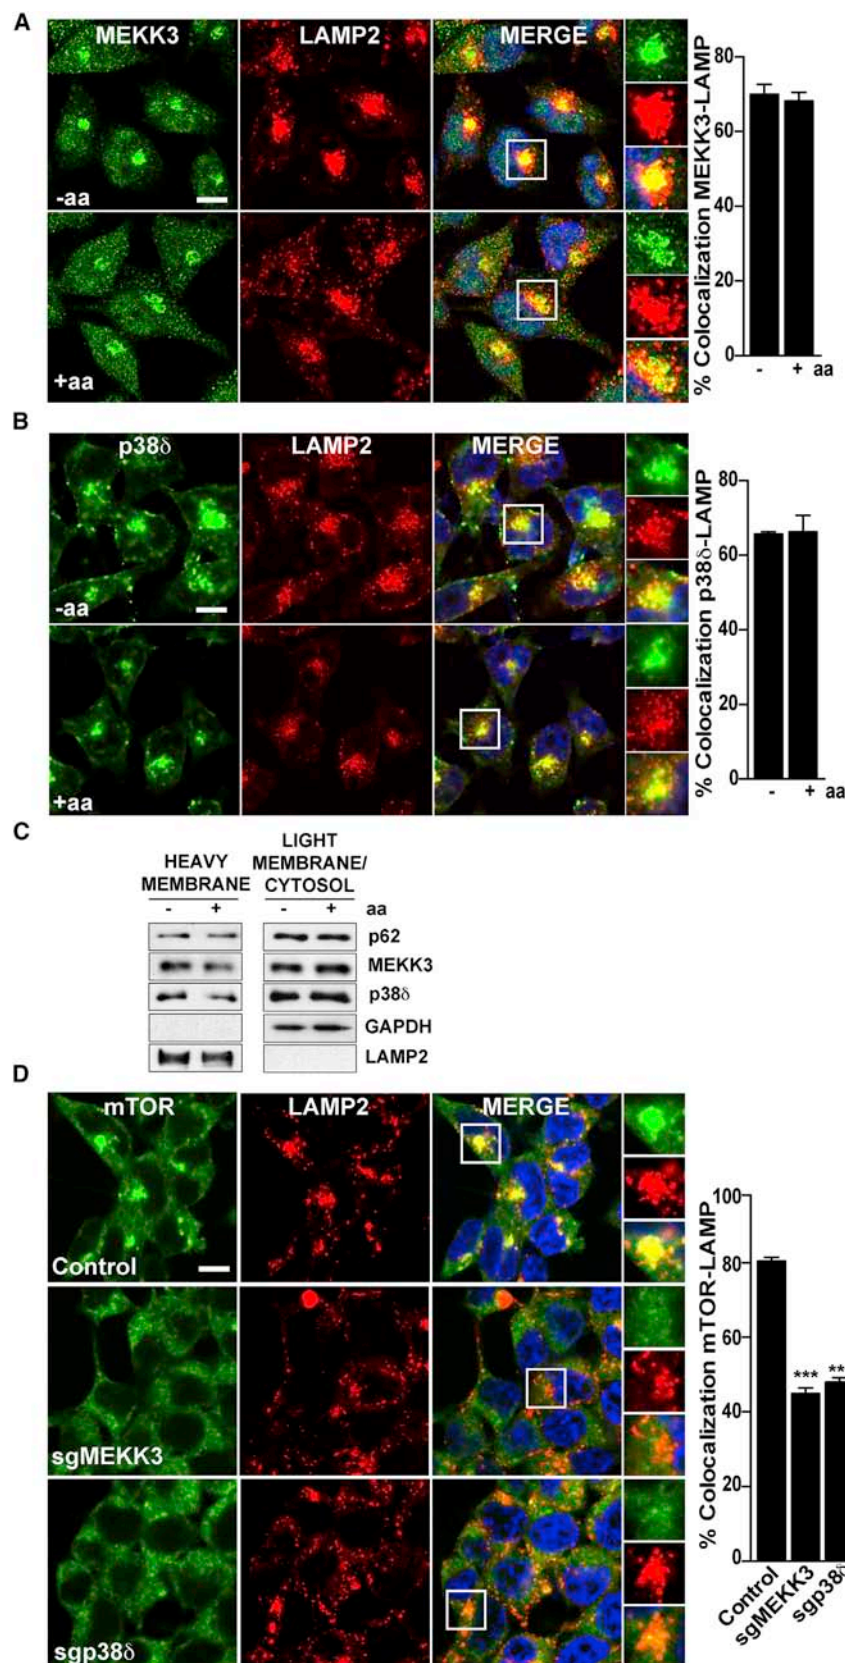 A
MEKK3 LAMP2 MERGE
-aa
+aa
% Colocalization MEKK3-LAMP
80
60
40
20
0
- + aa
B
p38δ LAMP2 MERGE
-aa
+aa
% Colocalization p38δ-LAMP
80
60
40
20
0
- + aa
C
HEAVY MEMBRANE
LIGHT MEMBRANE/ CYTOSOL
- + - + aa
p62
MEKK3
p38δ
GAPDH
LAMP2
D
mTOR LAMP2 MERGE
Control
sgMEKK3
sgp38δ
% Colocalization mTOR-LAMP
100
80
60
40
20
0
*** **
Control
sgMEKK3
sgp38δ